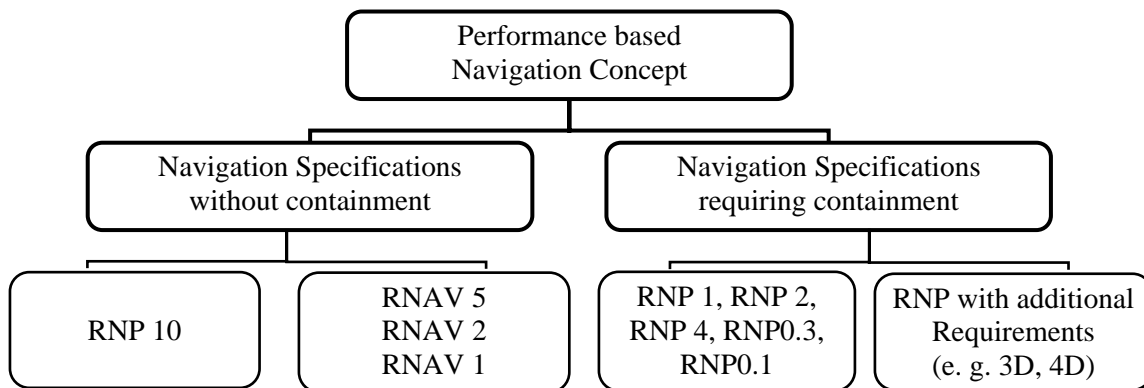 Performance based
Navigation Concept
Navigation Specifications
without containment
Navigation Specifications
requiring containment
RNP 10
RNAV 5
RNAV 2
RNAV 1
RNP 1, RNP 2,
RNP 4, RNP0.3,
RNP0.1
RNP with additional
Requirements
(e. g. 3D, 4D)